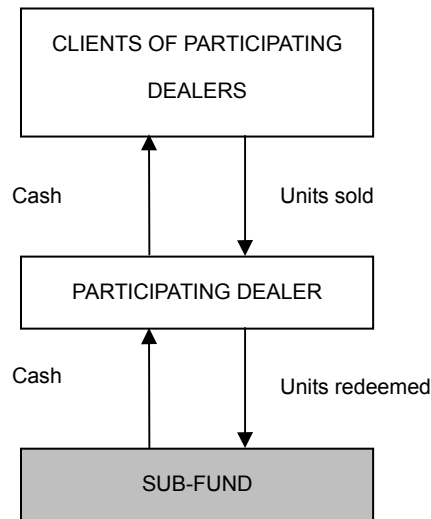 CLIENTS OF PARTICIPATING
DEALERS
Cash
Units sold
PARTICIPATING DEALER
Cash
Units redeemed
SUB-FUND